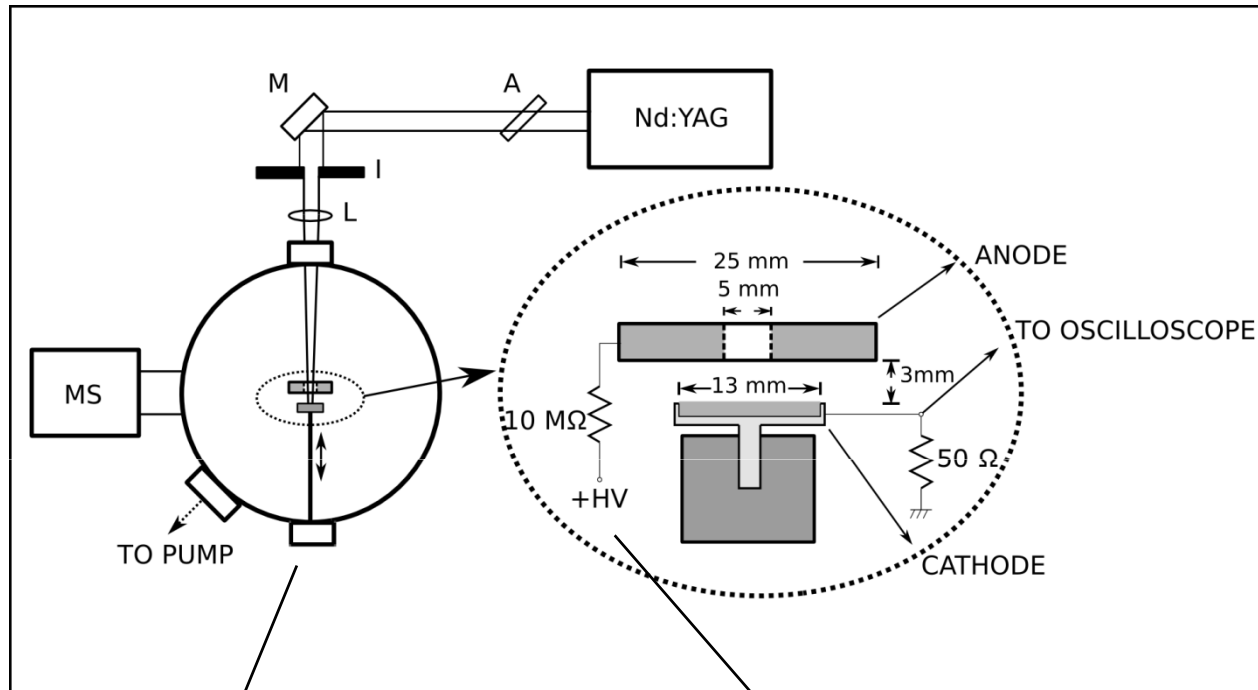 M
A
Nd:YAG
I
L
MS
TO PUMP
25 mm
5 mm
ANODE
TO OSCILLOSCOPE
3mm
13 mm
10 MΩ
50 Ω
+HV
CATHODE